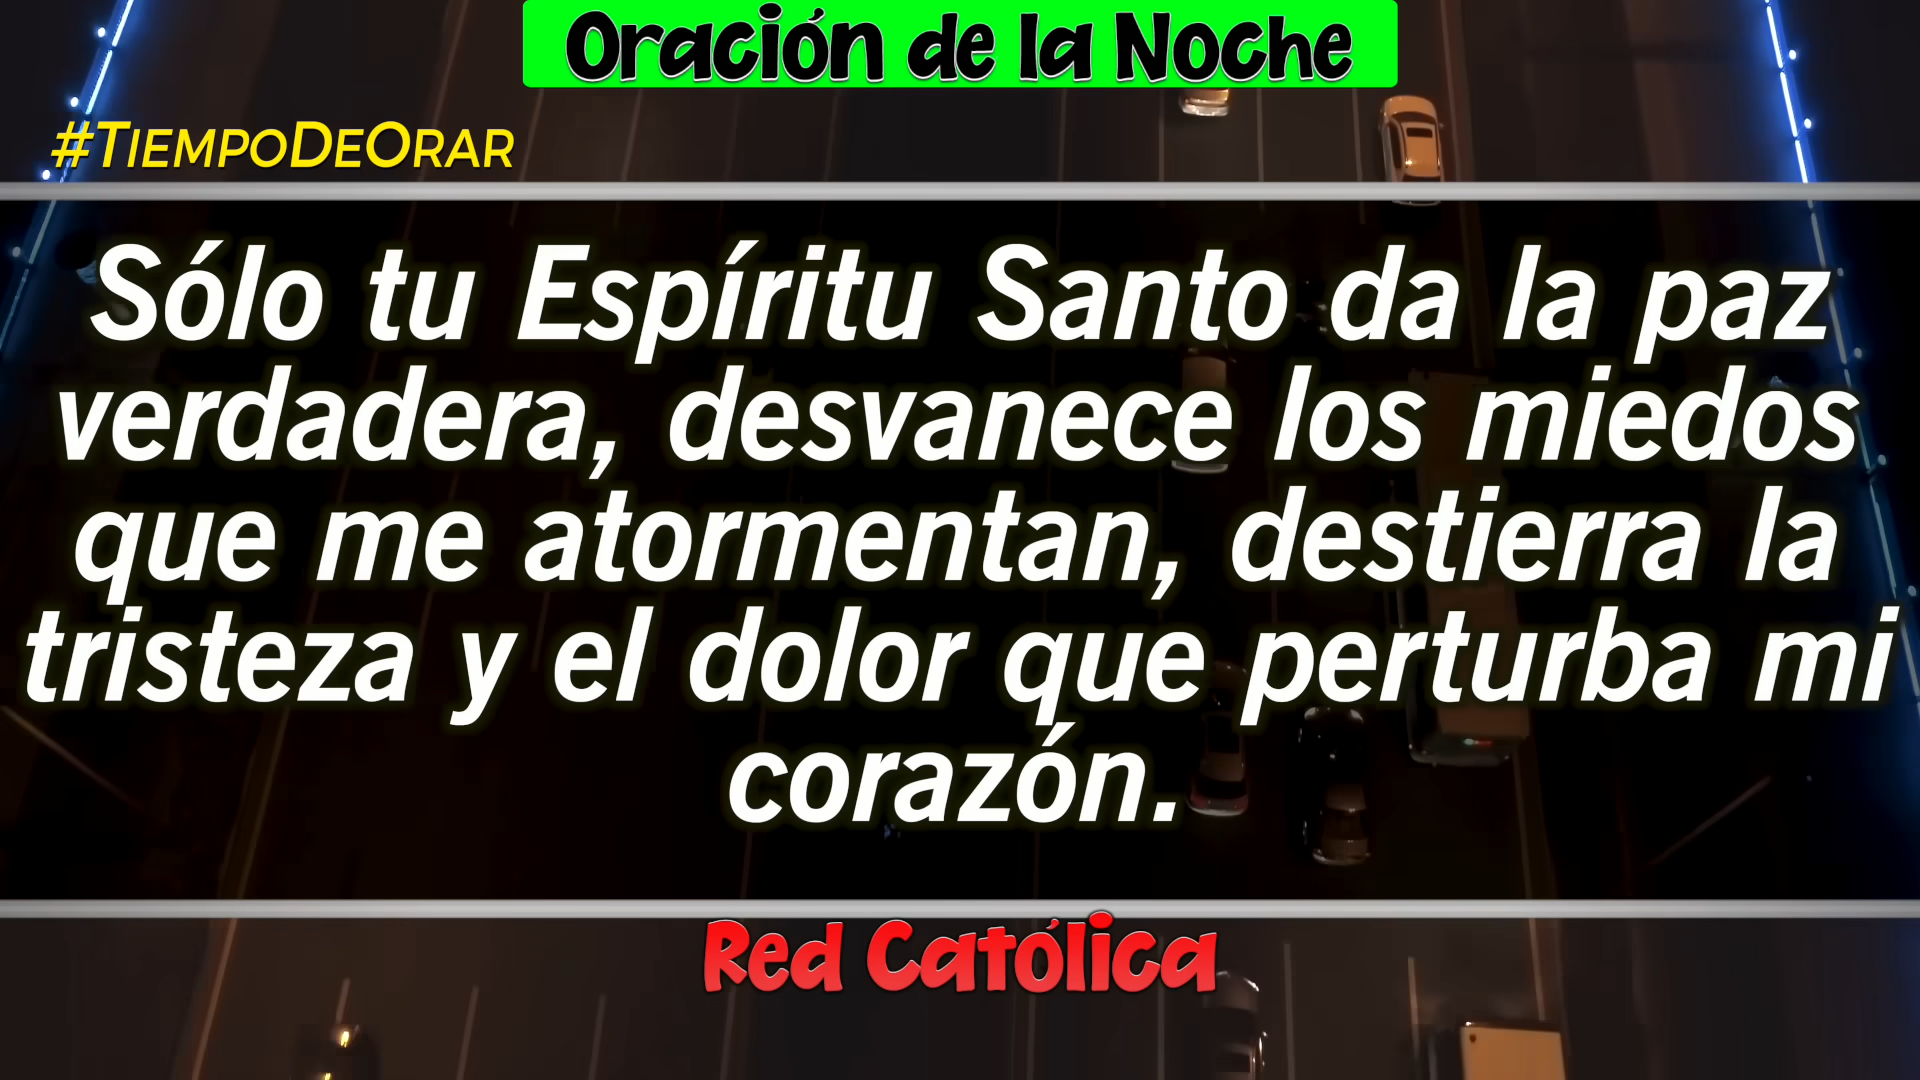 Oración de la Noche
#TiempoDeOrar
Sólo tu Espíritu Santo da la paz
verdadera, desvanece los miedos
que me atormentan, destierra la
tristeza y el dolor que perturba mi
corazón.
Red Católica